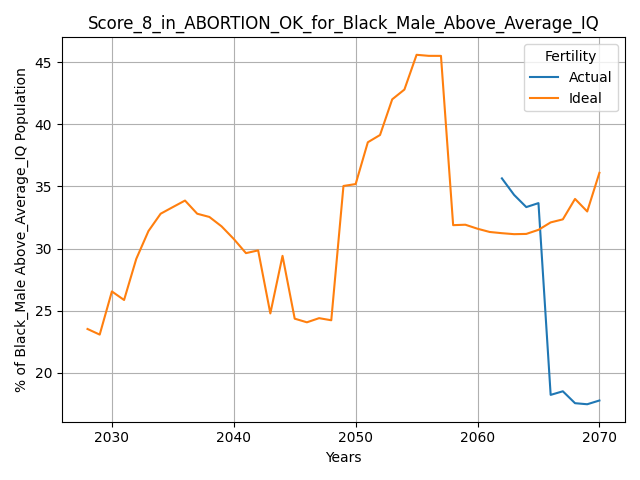 Score_8_in_ABORTION_OK_for_Black_Male_Above_Average_IQ
% of Black_Male Above_Average_IQ Population
45
40
35
30
25
20
Fertility
Actual
Ideal
2030
2040
2050
2060
2070
Years